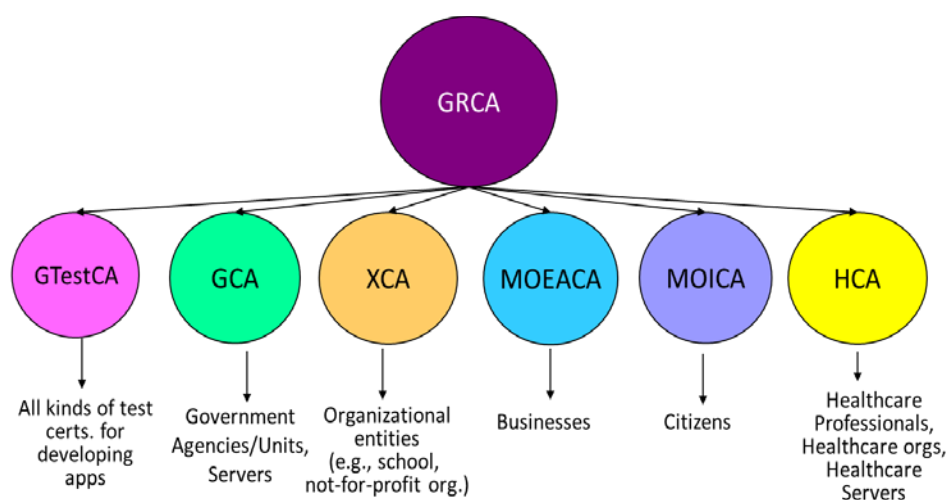 GRCA
GTestCA
GCA
XCA
MOEACA
MOICA
HCA
All kinds of test
certs. for
developing
apps
Government
Agencies/Units,
Servers
Organizational
entities
(e.g., school,
not-for-profit org.)
Businesses
Citizens
Healthcare
Professionals,
Healthcare orgs,
Healthcare
Servers